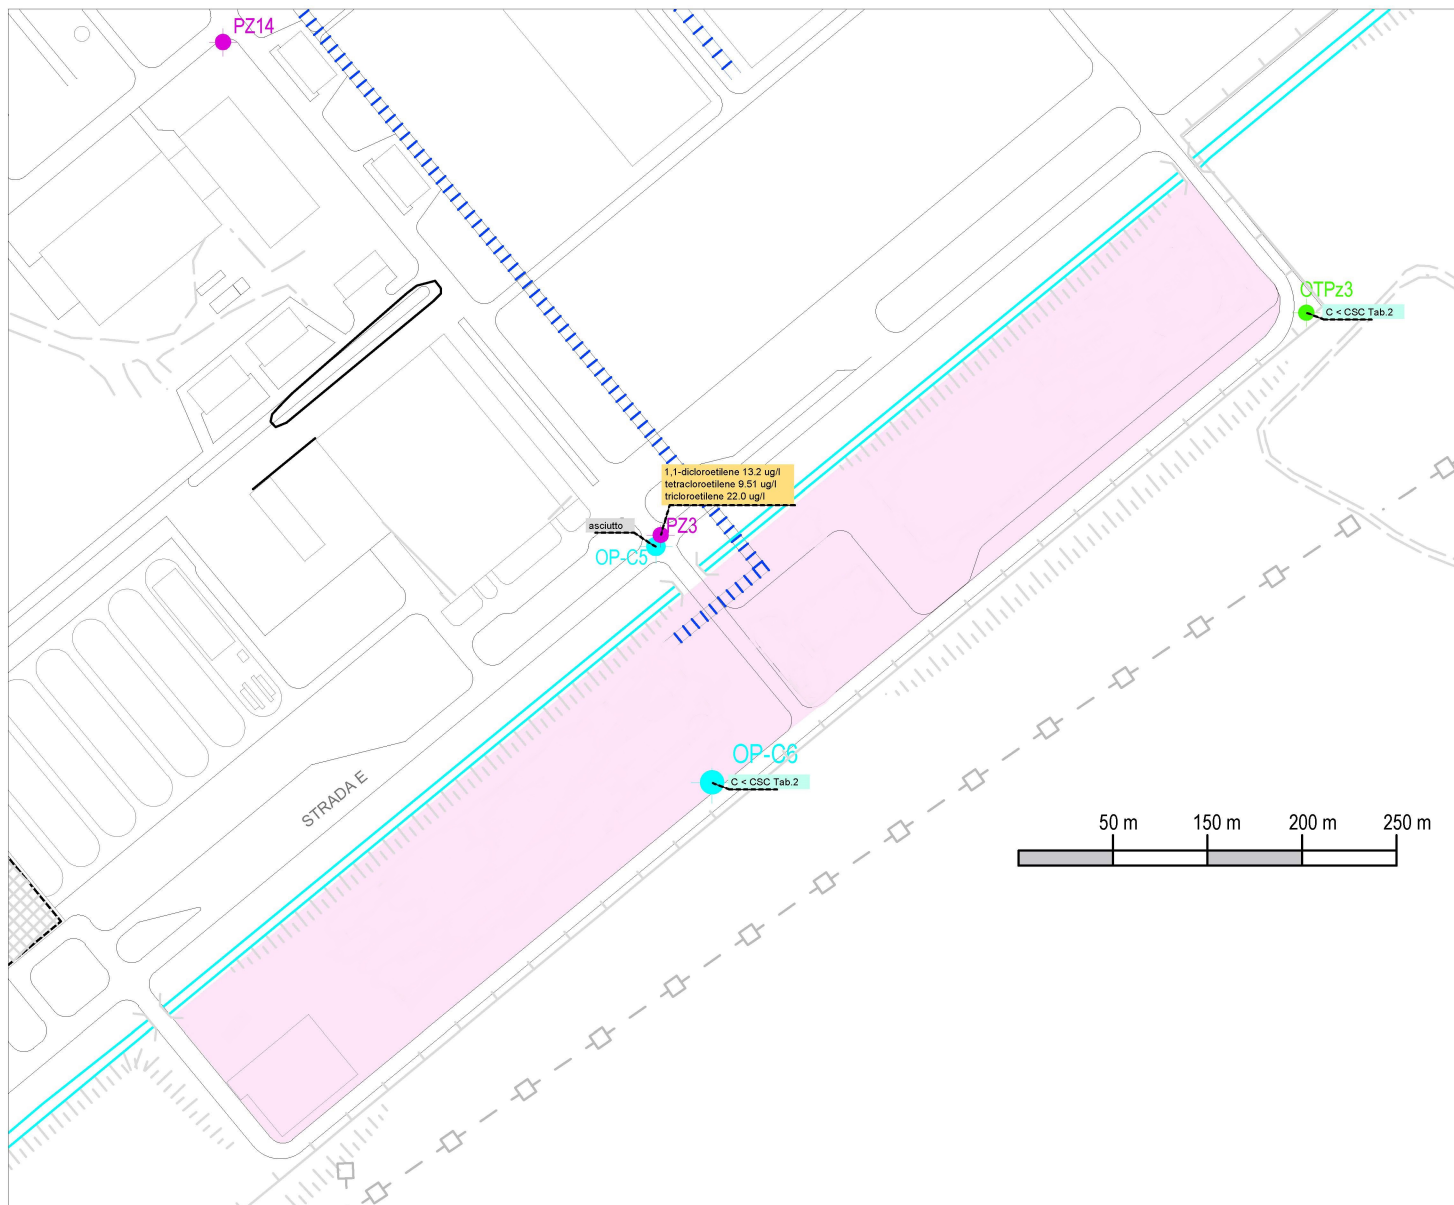 PZ14
OTPz3
C < CSC Tab.2
1,1-dicloroetilene 13.2 ug/l
tetracloroetilene 9.51 ug/l
tricloroetilene 22.0 ug/l
asciutto
PZ3
OP-C5
OP-C6
C < CSC Tab.2
STRADA E
50 m
150 m
200 m
250 m